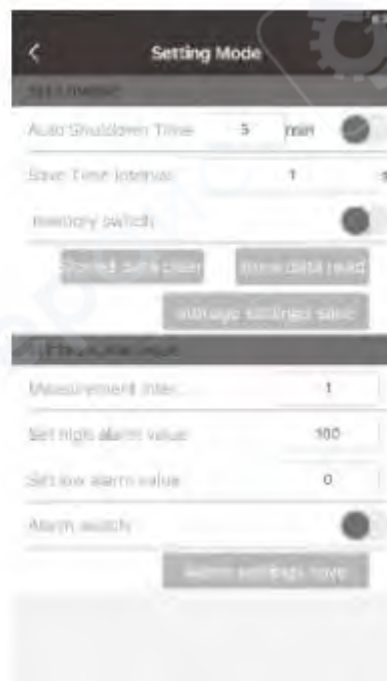 Setting Mode
Auto Shutdown Time 5 min
Save Time Interval 1 s
memory switch
Stored data clear store data read
storage settings save
Measurement Inter...
1
Set high alarm value 100
Set low alarm value 0
Alarm switch
Alarm settings save